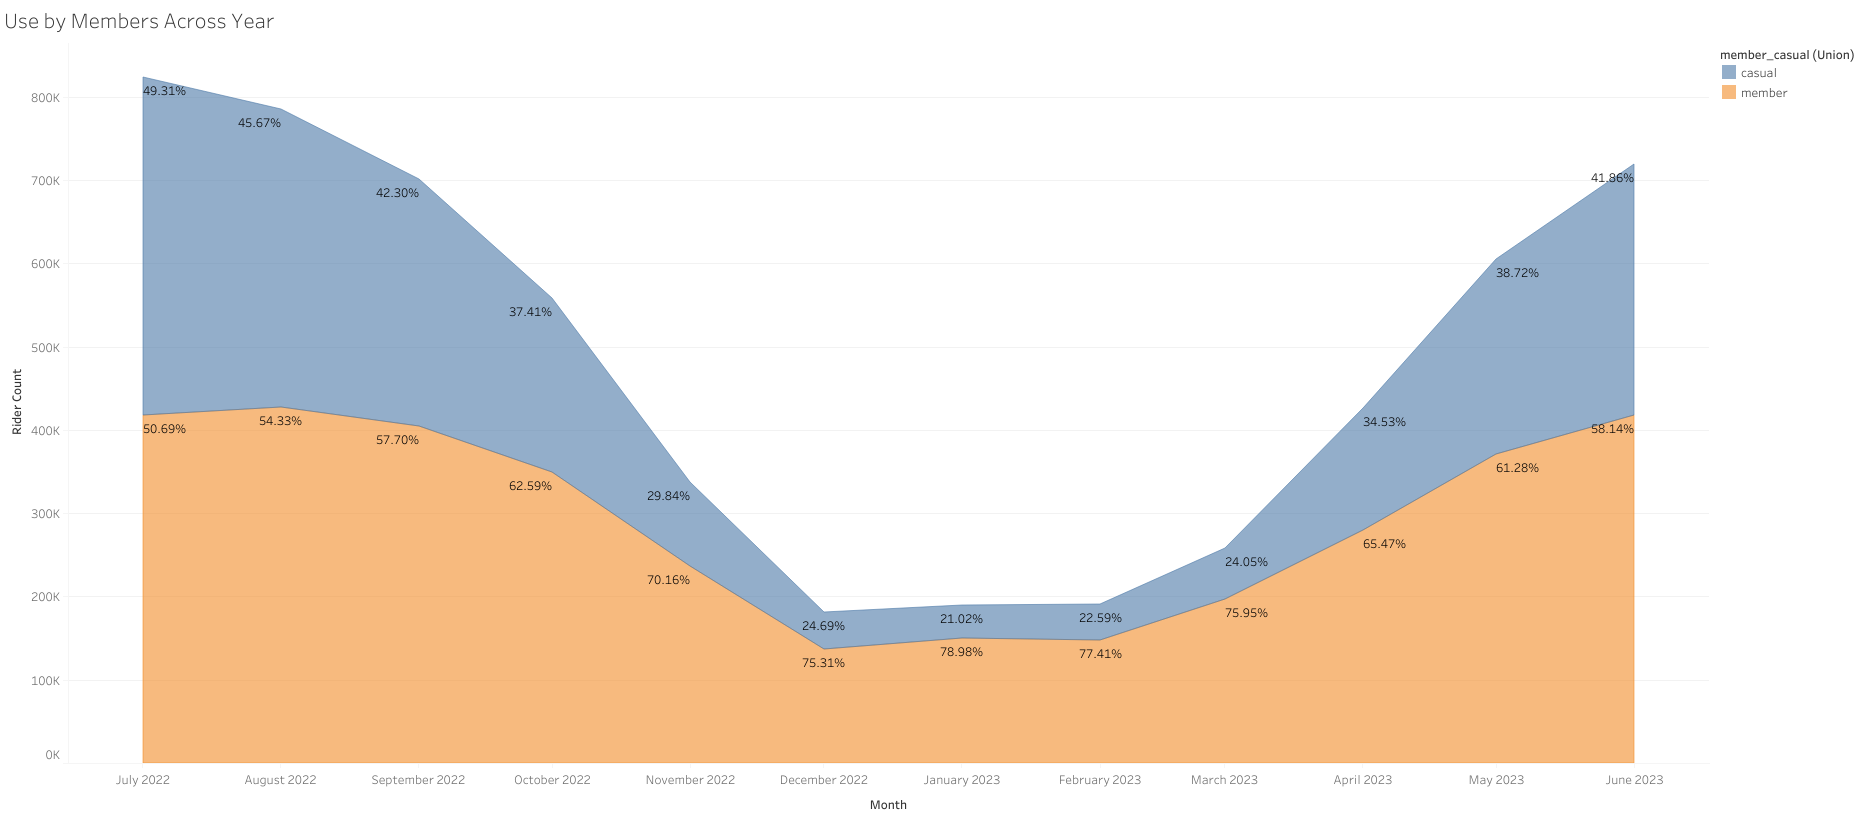 Use by Members Across Year
member_casual (Union)
casual
member
800K
700K
600K
500K
400K
300K
200K
100K
0K
Rider Count
49.31%
45.67%
42.30%
37.41%
29.84%
24.69%
21.02%
22.59%
24.05%
34.53%
38.72%
41.86%
50.69%
54.33%
57.70%
62.59%
70.16%
75.31%
78.98%
77.41%
75.95%
65.47%
61.28%
58.14%
July 2022
August 2022
September 2022
October 2022
November 2022
December 2022
January 2023
February 2023
March 2023
April 2023
May 2023
June 2023
Month